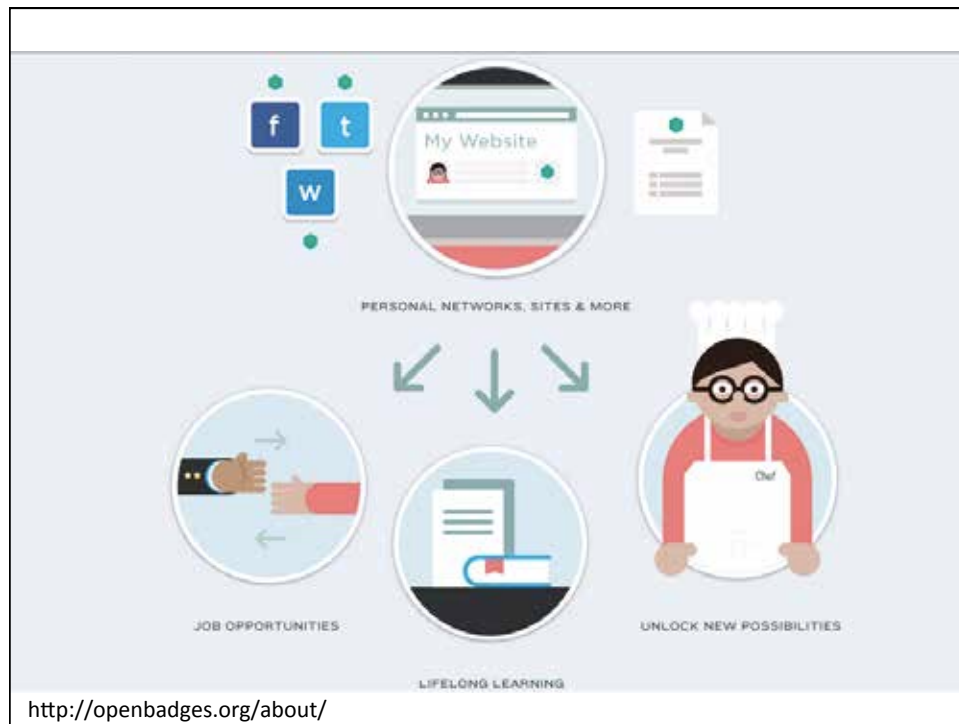 f
t
w
My Website
PERSONAL NETWORKS, SITES & MORE
Chef
JOB OPPORTUNITIES
UNLOCK NEW POSSIBILITIES
LIFELONG LEARNING
http://openbadges.org/about/